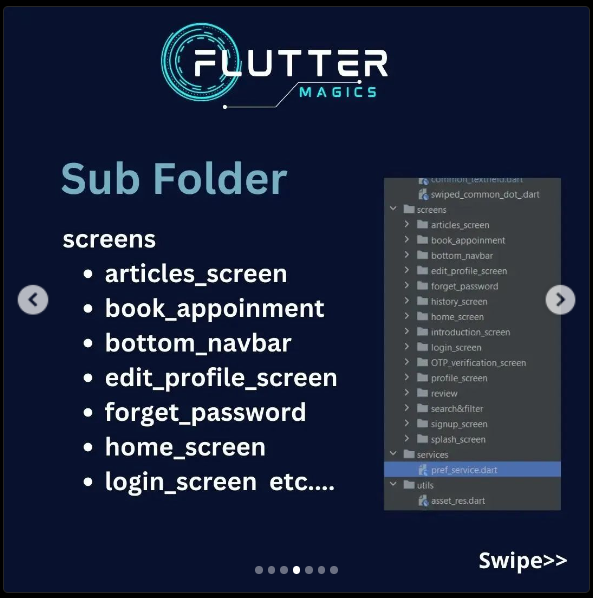 FLUTTER
MAGICS
Sub Folder
screens
• articles_screen
• book_appoinment
• bottom_navbar
• edit_profile_screen
• forget_password
• home_screen
• login_screen etc....
common_textfield.dart
swiped_common_dot_.dart
screens
articles_screen
book_appoinment
bottom_navbar
edit_profile_screen
forget_password
history_screen
home_screen
introduction_screen
login_screen
OTP_verification_screen
profile_screen
review
search&filter
signup_screen
splash_screen
services
pref_service.dart
utils
asset_res.dart
Swipe>>